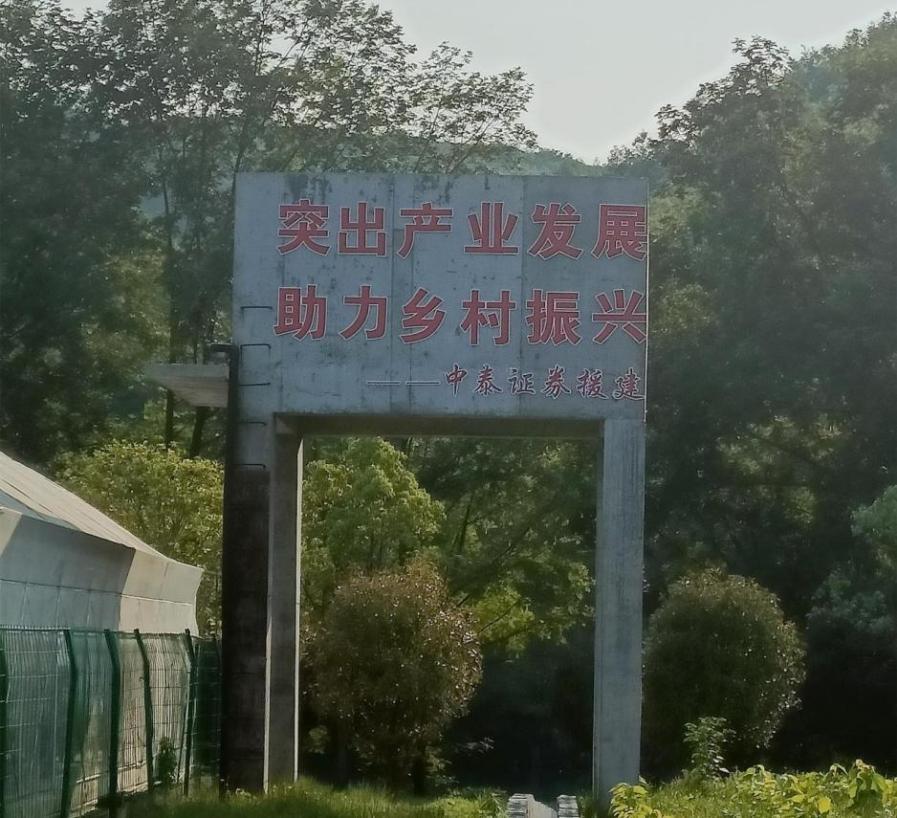 突出产业发展
助力乡村振兴
——中泰证券援建